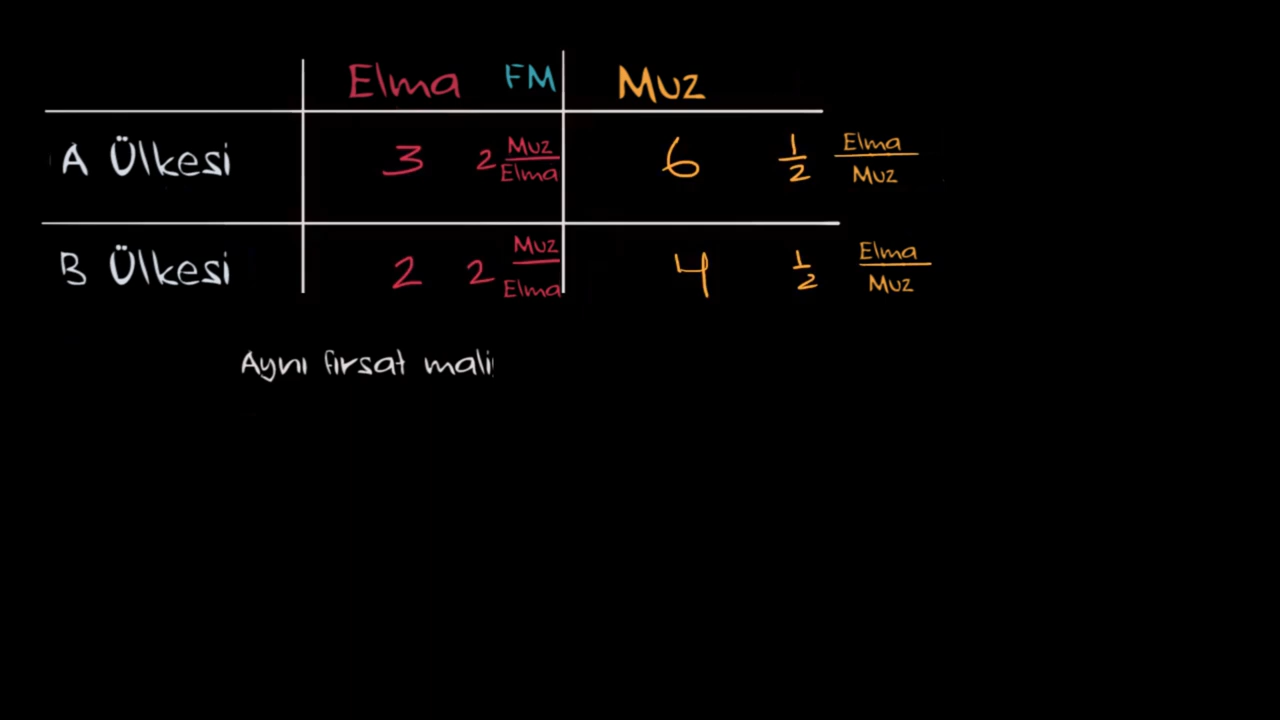 Elma FM Muz
A Ülkesi 3 2 Muz/Elma 6 1/2 Elma/Muz
B Ülkesi 2 2 Muz/Elma 4 1/2 Elma/Muz
Aynı fırsat mali